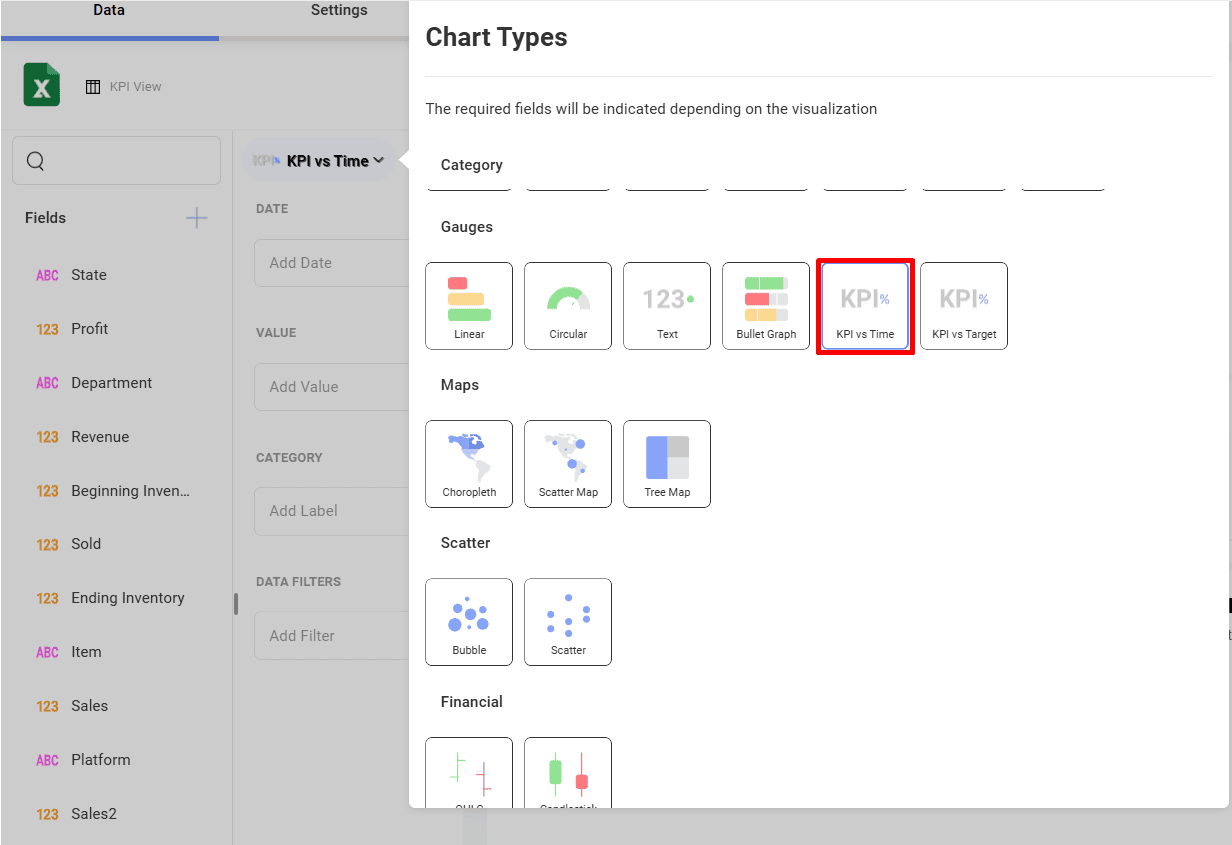 Data
Settings
X
KPI View
Fields
ABC State
123 Profit
ABC Department
123 Revenue
123 Beginning Inven...
123 Sold
123 Ending Inventory
ABC Item
123 Sales
ABC Platform
123 Sales2
KPI% KPI vs Time
DATE
Add Date
VALUE
Add Value
CATEGORY
Add Label
DATA FILTERS
Add Filter
Chart Types
The required fields will be indicated depending on the visualization
Category
Gauges
Linear
Circular
123
Text
Bullet Graph
KPI%
KPI vs Time
KPI%
KPI vs Target
Maps
Choropleth
Scatter Map
Tree Map
Scatter
Bubble
Scatter
Financial
OHLC
Candlestick